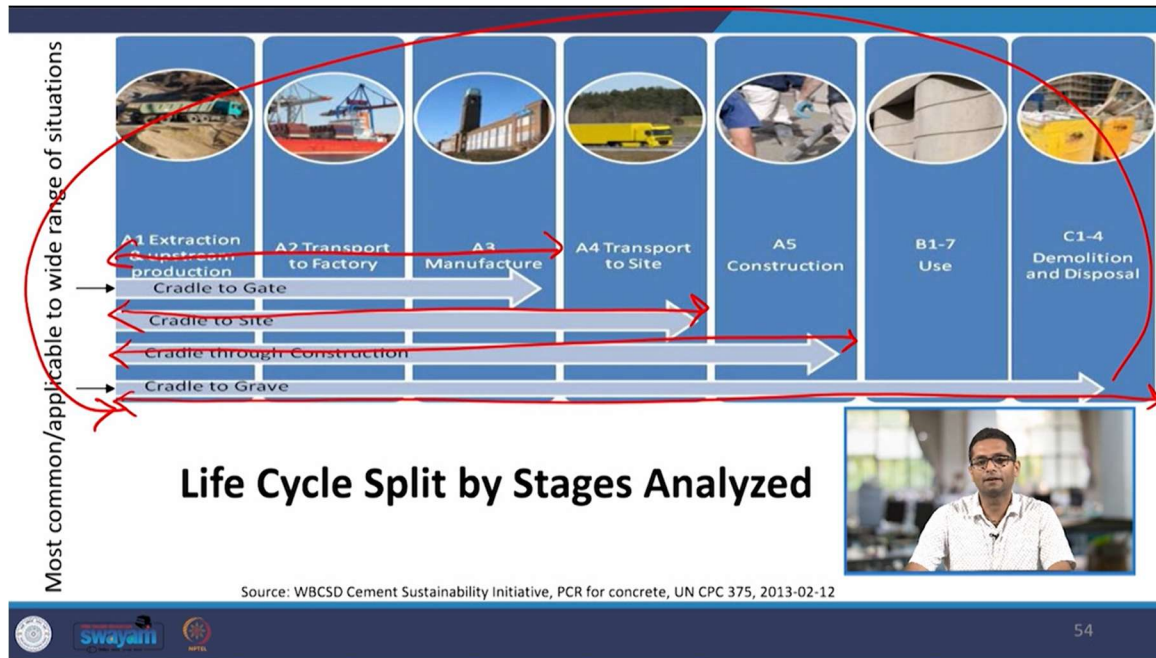 Most common/applicable to wide range of situations
A1 Extraction
& upstream
production
A2 Transport
to Factory
A3
Manufacture
A4 Transport
to Site
A5
Construction
B1-7
Use
C1-4
Demolition
and Disposal
Cradle to Gate
Cradle to Site
Cradle through Construction
Cradle to Grave
Life Cycle Split by Stages Analyzed
Source: WBCSD Cement Sustainability Initiative, PCR for concrete, UN CPC 375, 2013-02-12
swayam
NPTEL
54